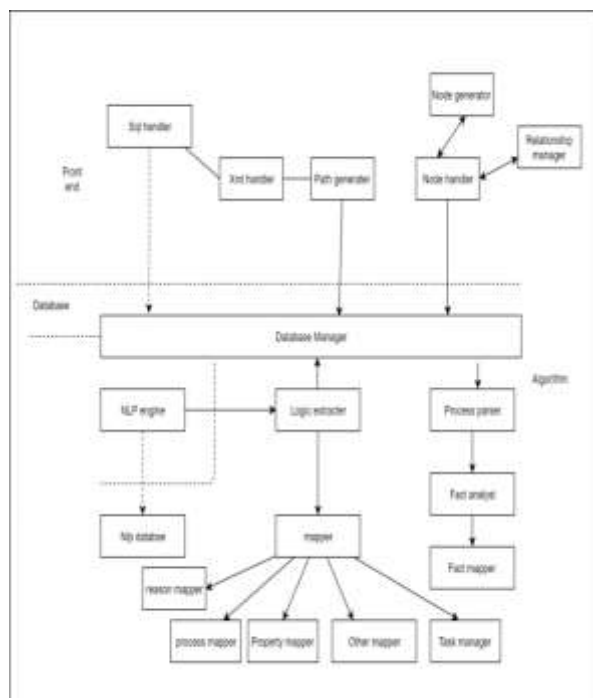 Node generator
Sql handler
Relationship
manager
Front
end
Xml handler
Path generater
Node handler
Database
Database Manager
Algorithm
NLP engine
Logic extracter
Process parser
Fact analyst
Nlp databse
mapper
Fact mapper
reason mapper
process mapper
Property mapper
Other mapper
Task manager